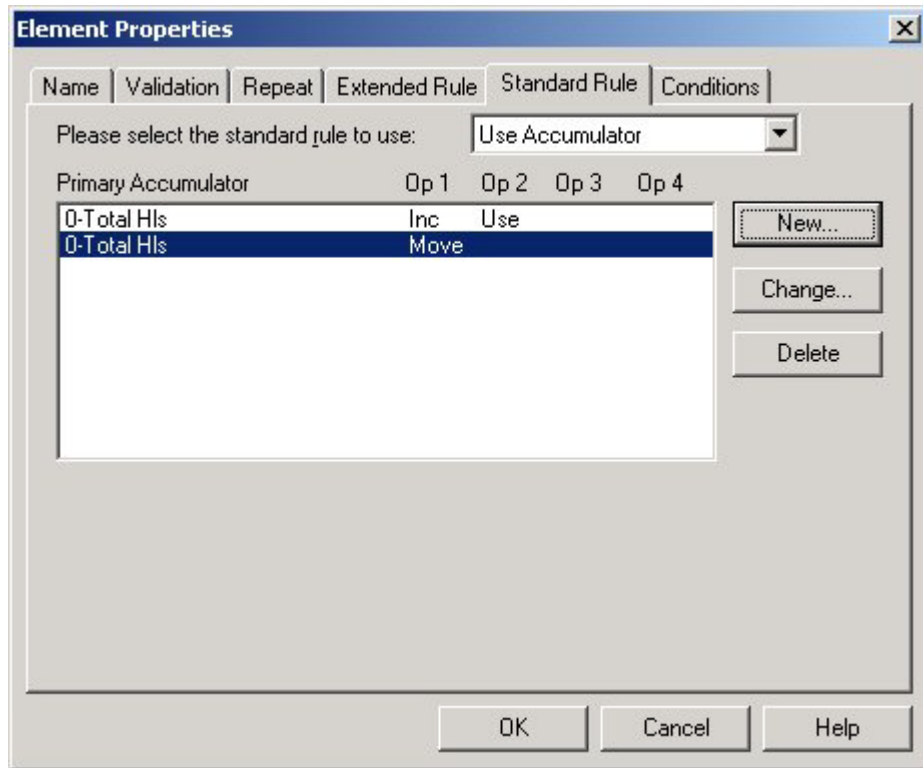 Element Properties
Name Validation Repeat Extended Rule Standard Rule Conditions
Please select the standard rule to use: Use Accumulator
Primary Accumulator Op 1 Op 2 Op 3 Op 4
0-Total Hls Inc Use
0-Total Hls Move
New...
Change...
Delete
OK Cancel Help